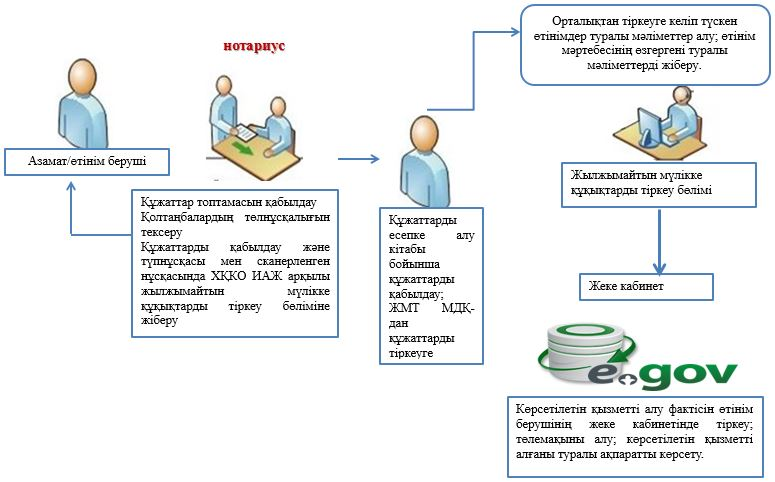 нотариус
Азамат/өтінім беруші
Құжаттар топтамасын қабылдау
Қолтаңбалардың төлнұсқалығын
тексеру
Құжаттарды қабылдау және
түпнұсқасы мен сканерленген
нұсқасында ХҚКО ИАЖ арқылы
жылжымайтын мүлікке
құқықтарды тіркеу бөліміне
жіберу
Құжаттарды
есепке алу
кітабы
бойынша
құжаттарды
қабылдау;
ЖМТ МДҚ-
дан
құжаттарды
тіркеуге
Орталықтан тіркеуге келіп түскен
өтінімдер туралы мәліметтер алу; өтінім
мәртебесінің өзгергені туралы
мәліметтерді жіберу.
Жылжымайтын мүлікке
құқықтарды тіркеу бөлімі
Жеке кабинет
e.gov
Көрсетілетін қызметті алу фактісін өтінім
берушінің жеке кабинетінде тіркеу;
төлемақыны алу; көрсетілетін қызметті
алғаны туралы ақпаратты көрсету.